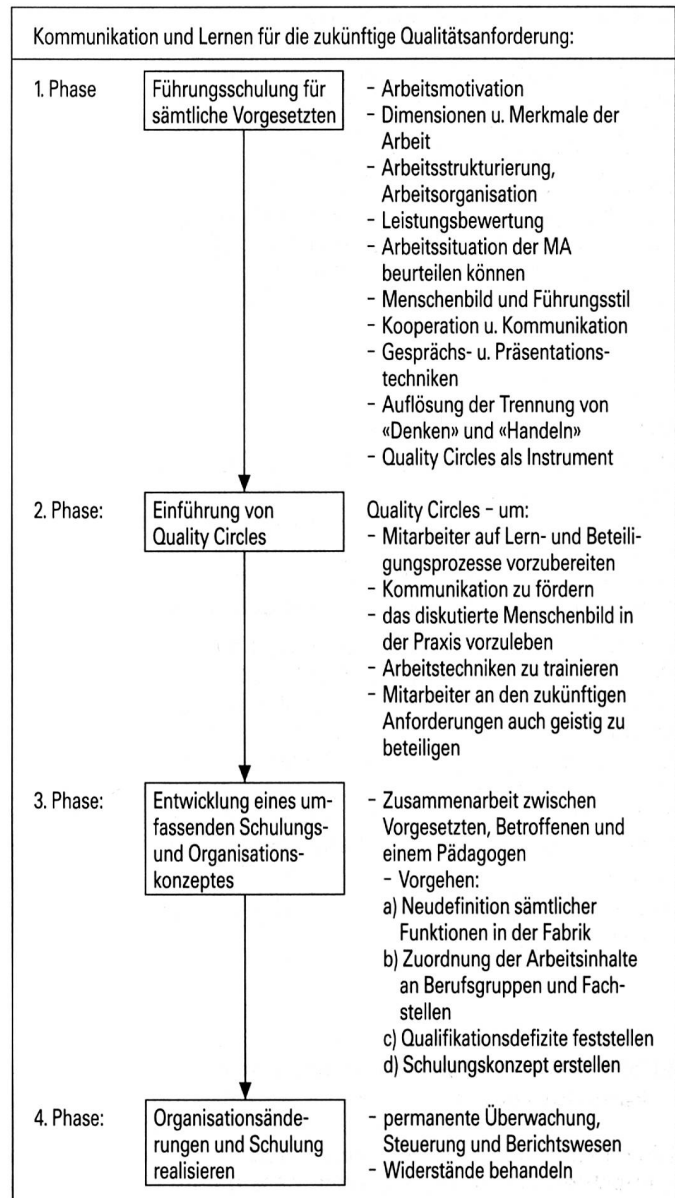 Kommunikation und Lernen für die zukünftige Qualitätsanforderung:
1. Phase
Führungsschulung für
sämtliche Vorgesetzten
– Arbeitsmotivation
– Dimensionen u. Merkmale der
Arbeit
– Arbeitsstrukturierung,
Arbeitsorganisation
– Leistungsbewertung
– Arbeitssituation der MA
beurteilen können
– Menschenbild und Führungsstil
– Kooperation u. Kommunikation
– Gesprächs- u. Präsentations-
techniken
– Auflösung der Trennung von
«Denken» und «Handeln»
– Quality Circles als Instrument
2. Phase:
Einführung von
Quality Circles
Quality Circles – um:
– Mitarbeiter auf Lern- und Beteili-
gungsprozesse vorzubereiten
– Kommunikation zu fördern
– das diskutierte Menschenbild in
der Praxis vorzuleben
– Arbeitstechniken zu trainieren
– Mitarbeiter an den zukünftigen
Anforderungen auch geistig zu
beteiligen
3. Phase:
Entwicklung eines um-
fassenden Schulungs-
und Organisations-
konzeptes
– Zusammenarbeit zwischen
Vorgesetzten, Betroffenen und
einem Pädagogen
– Vorgehen:
a) Neudefinition sämtlicher
Funktionen in der Fabrik
b) Zuordnung der Arbeitsinhalte
an Berufsgruppen und Fach-
stellen
c) Qualifikationsdefizite feststellen
d) Schulungskonzept erstellen
4. Phase:
Organisationsände-
rungen und Schulung
realisieren
– permanente Überwachung,
Steuerung und Berichtswesen
– Widerstände behandeln